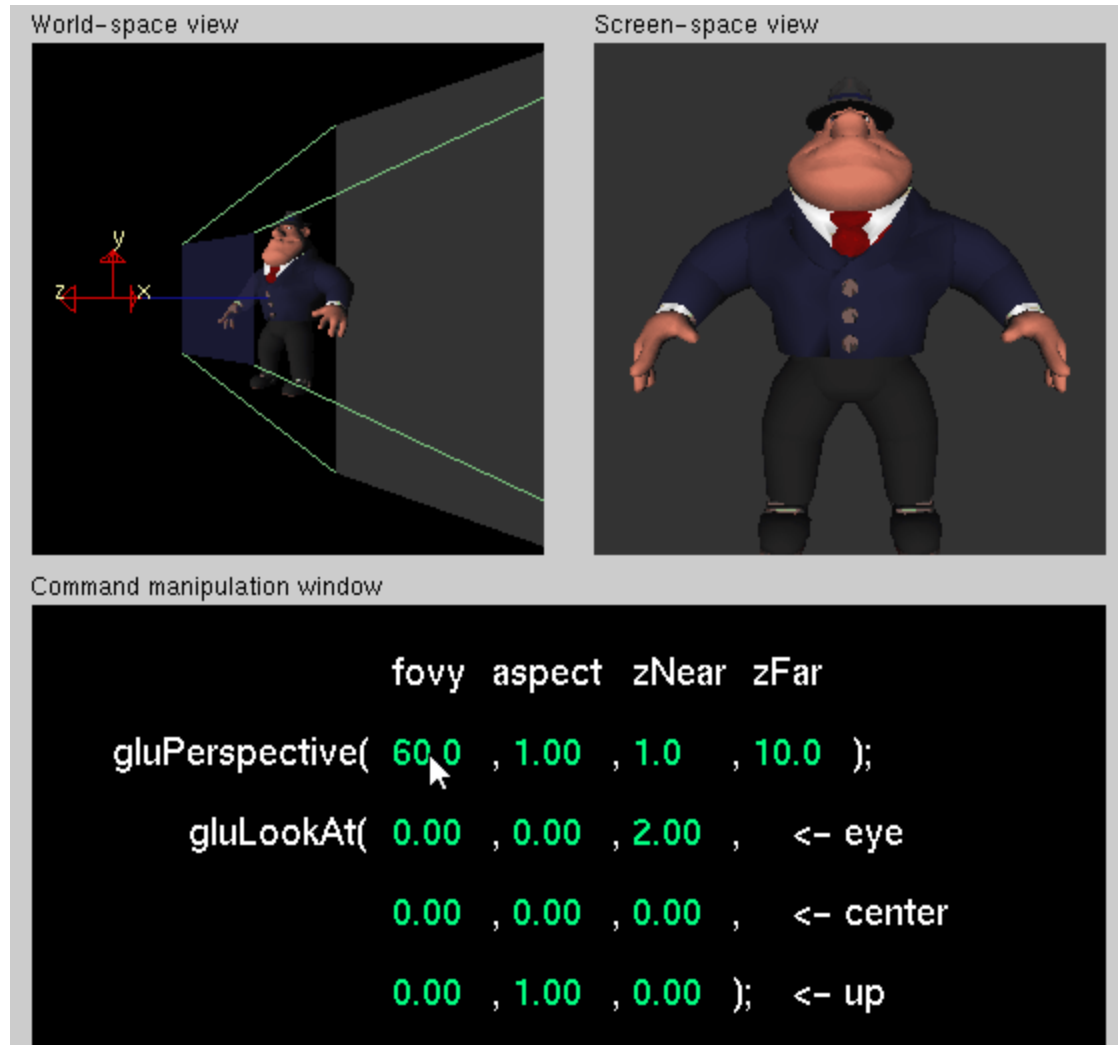 World-space view
Screen-space view
y
z x
Command manipulation window
fovy aspect zNear zFar
gluPerspective( 60.0 , 1.00 , 1.0 , 10.0 );
gluLookAt( 0.00 , 0.00 , 2.00 , <- eye
0.00 , 0.00 , 0.00 , <- center
0.00 , 1.00 , 0.00 ); <- up